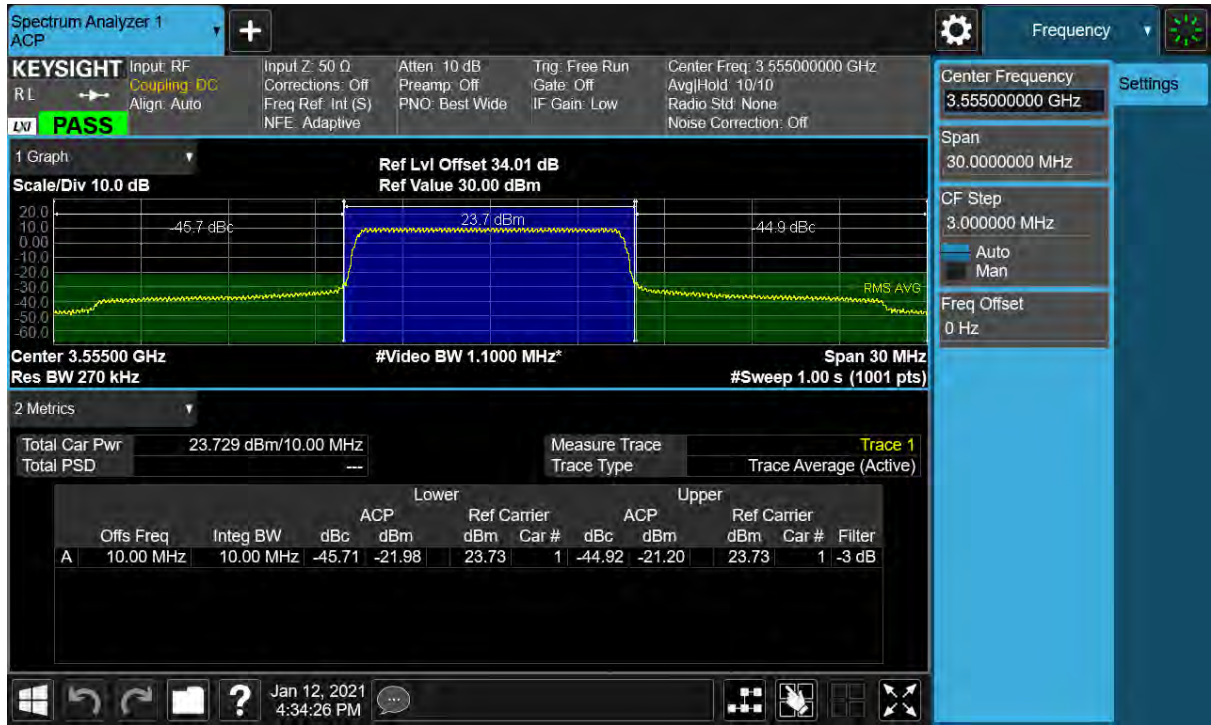 Spectrum Analyzer 1
ACP
+
Frequency
KEYSIGHT
RL
LXI PASS
Input: RF
Coupling: DC
Align: Auto
Input Z: 50 Ω
Corrections: Off
Freq Ref: Int (S)
NFE: Adaptive
Atten: 10 dB
Preamp: Off
PNO: Best Wide
Trig: Free Run
Gate: Off
IF Gain: Low
Center Freq: 3.555000000 GHz
Avg|Hold: 10/10
Radio Std: None
Noise Correction: Off
Center Frequency
3.555000000 GHz
Settings
Span
30.0000000 MHz
CF Step
3.000000 MHz
Auto
Man
Freq Offset
0 Hz
1 Graph
Scale/Div 10.0 dB
Ref Lvl Offset 34.01 dB
Ref Value 30.00 dBm
20.0
10.0
0.00
-10.0
-20.0
-30.0
-40.0
-50.0
-60.0
-45.7 dBc
23.7 dBm
-44.9 dBc
RMS AVG
Center 3.55500 GHz
#Video BW 1.1000 MHz*
Span 30 MHz
Res BW 270 kHz
#Sweep 1.00 s (1001 pts)
2 Metrics
Total Car Pwr 23.729 dBm/10.00 MHz
Total PSD ---
Measure Trace Trace 1
Trace Type Trace Average (Active)
Lower Upper
ACP Ref Carrier ACP Ref Carrier
Offs Freq Integ BW dBc dBm dBm Car # dBc dBm dBm Car # Filter
A 10.00 MHz 10.00 MHz -45.71 -21.98 23.73 1 -44.92 -21.20 23.73 1 -3 dB
?
Jan 12, 2021
4:34:26 PM